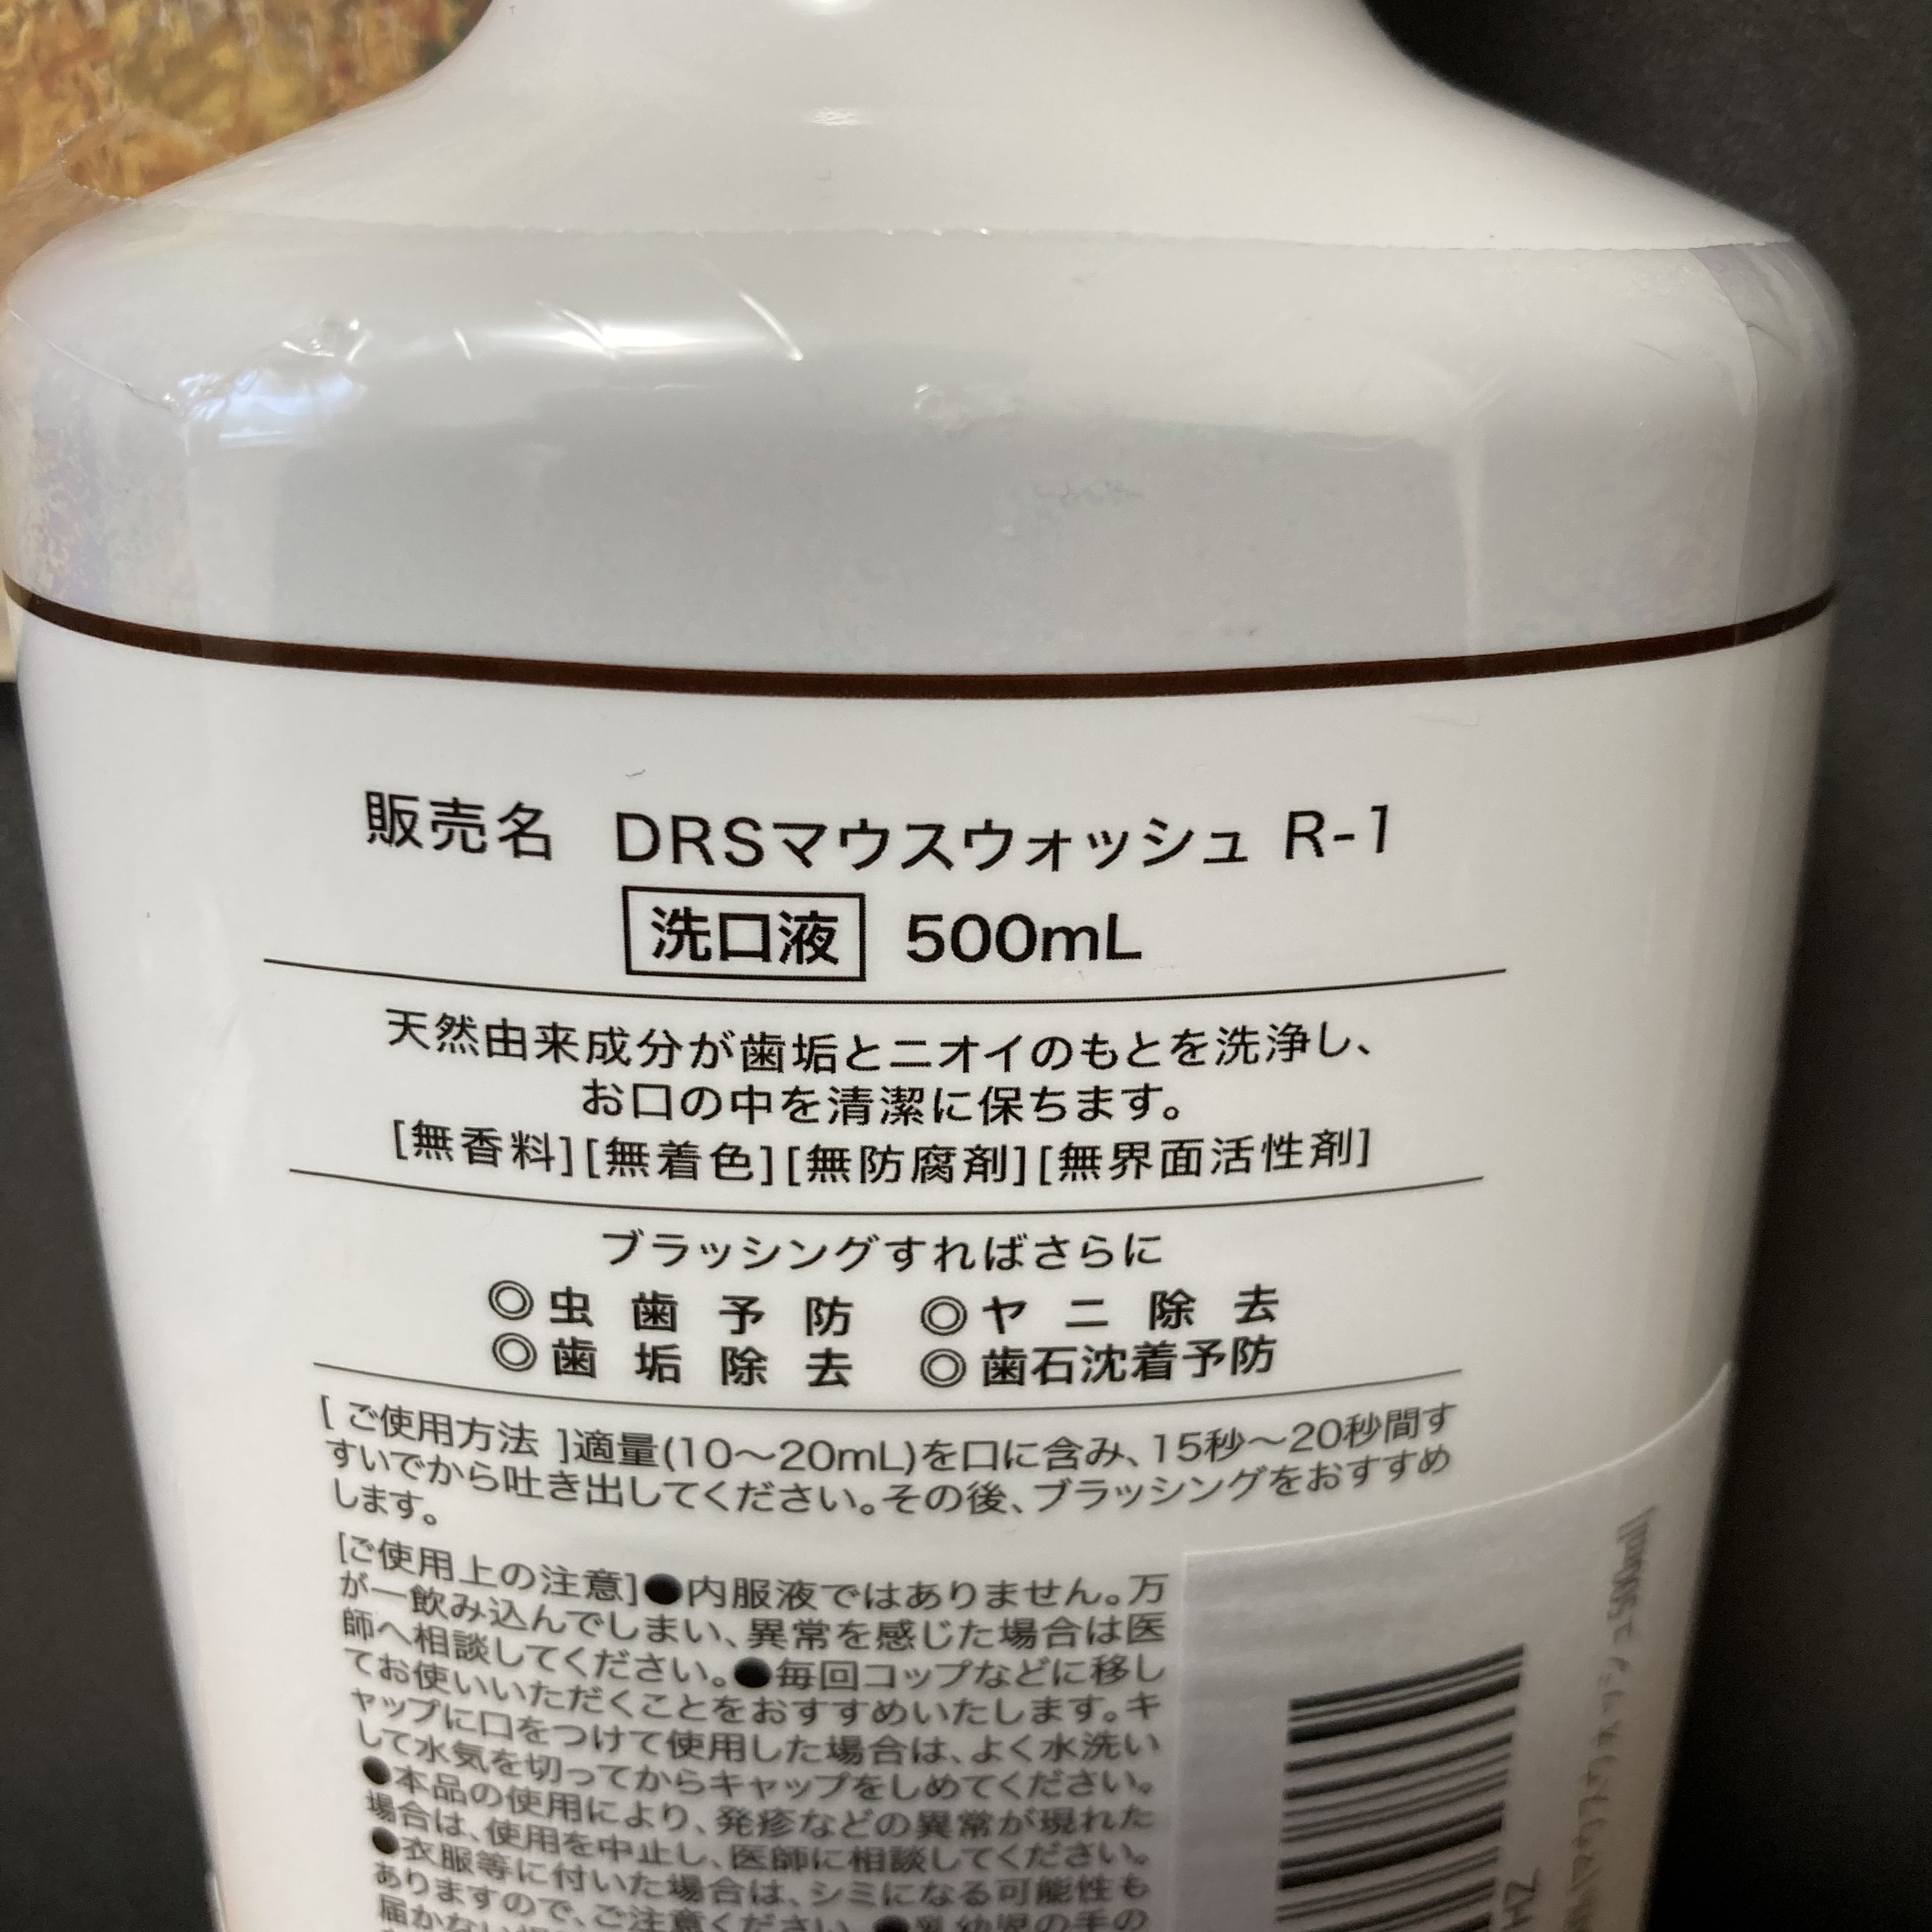 販売名 DRSマウスウォッシュ R-1
洗口液 500mL
天然由来成分が歯垢とニオイのもとを洗浄し、
お口の中を清潔に保ちます。
[無香料][無着色][無防腐剤][無界面活性剤]
ブラッシングすればさらに
◎虫歯予防 ◎ヤニ除去
◎歯垢除去 ◎歯石沈着予防
[ ご使用方法 ]適量(10〜20mL)を口に含み、15秒〜20秒間す
すいでから吐き出してください。その後、ブラッシングをおすすめ
します。
[ご使用上の注意]●内服液ではありません。万
が一飲み込んでしまい、異常を感じた場合は医
師へ相談してください。●毎回コップなどに移し
てお使いいただくことをおすすめいたします。キ
ャップに口をつけて使用した場合は、よく水洗い
して水気を切ってからキャップをしめてください。
●本品の使用により、発疹などの異常が現れた
場合は、使用を中止し、医師に相談してください。
●衣服等に付いた場合は、シミになる可能性も
ありますので、ご注意ください。●乳幼児の手の
届かない